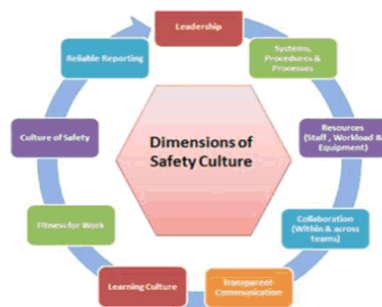 Leadership
Systems,
Procedures &
Processes
Resources
(Staff , Workload &
Equipment)
Collaboration
(Within & across
teams)
Transparent
Communication
Learning Culture
Fitness for Work
Culture of Safety
Reliable Reporting
Dimensions of
Safety Culture